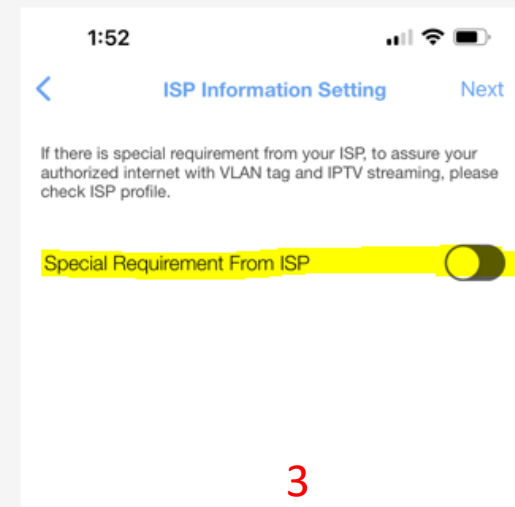 1:52
ISP Information Setting Next
If there is special requirement from your ISP, to assure your
authorized internet with VLAN tag and IPTV streaming, please
check ISP profile.
Special Requirement From ISP
3